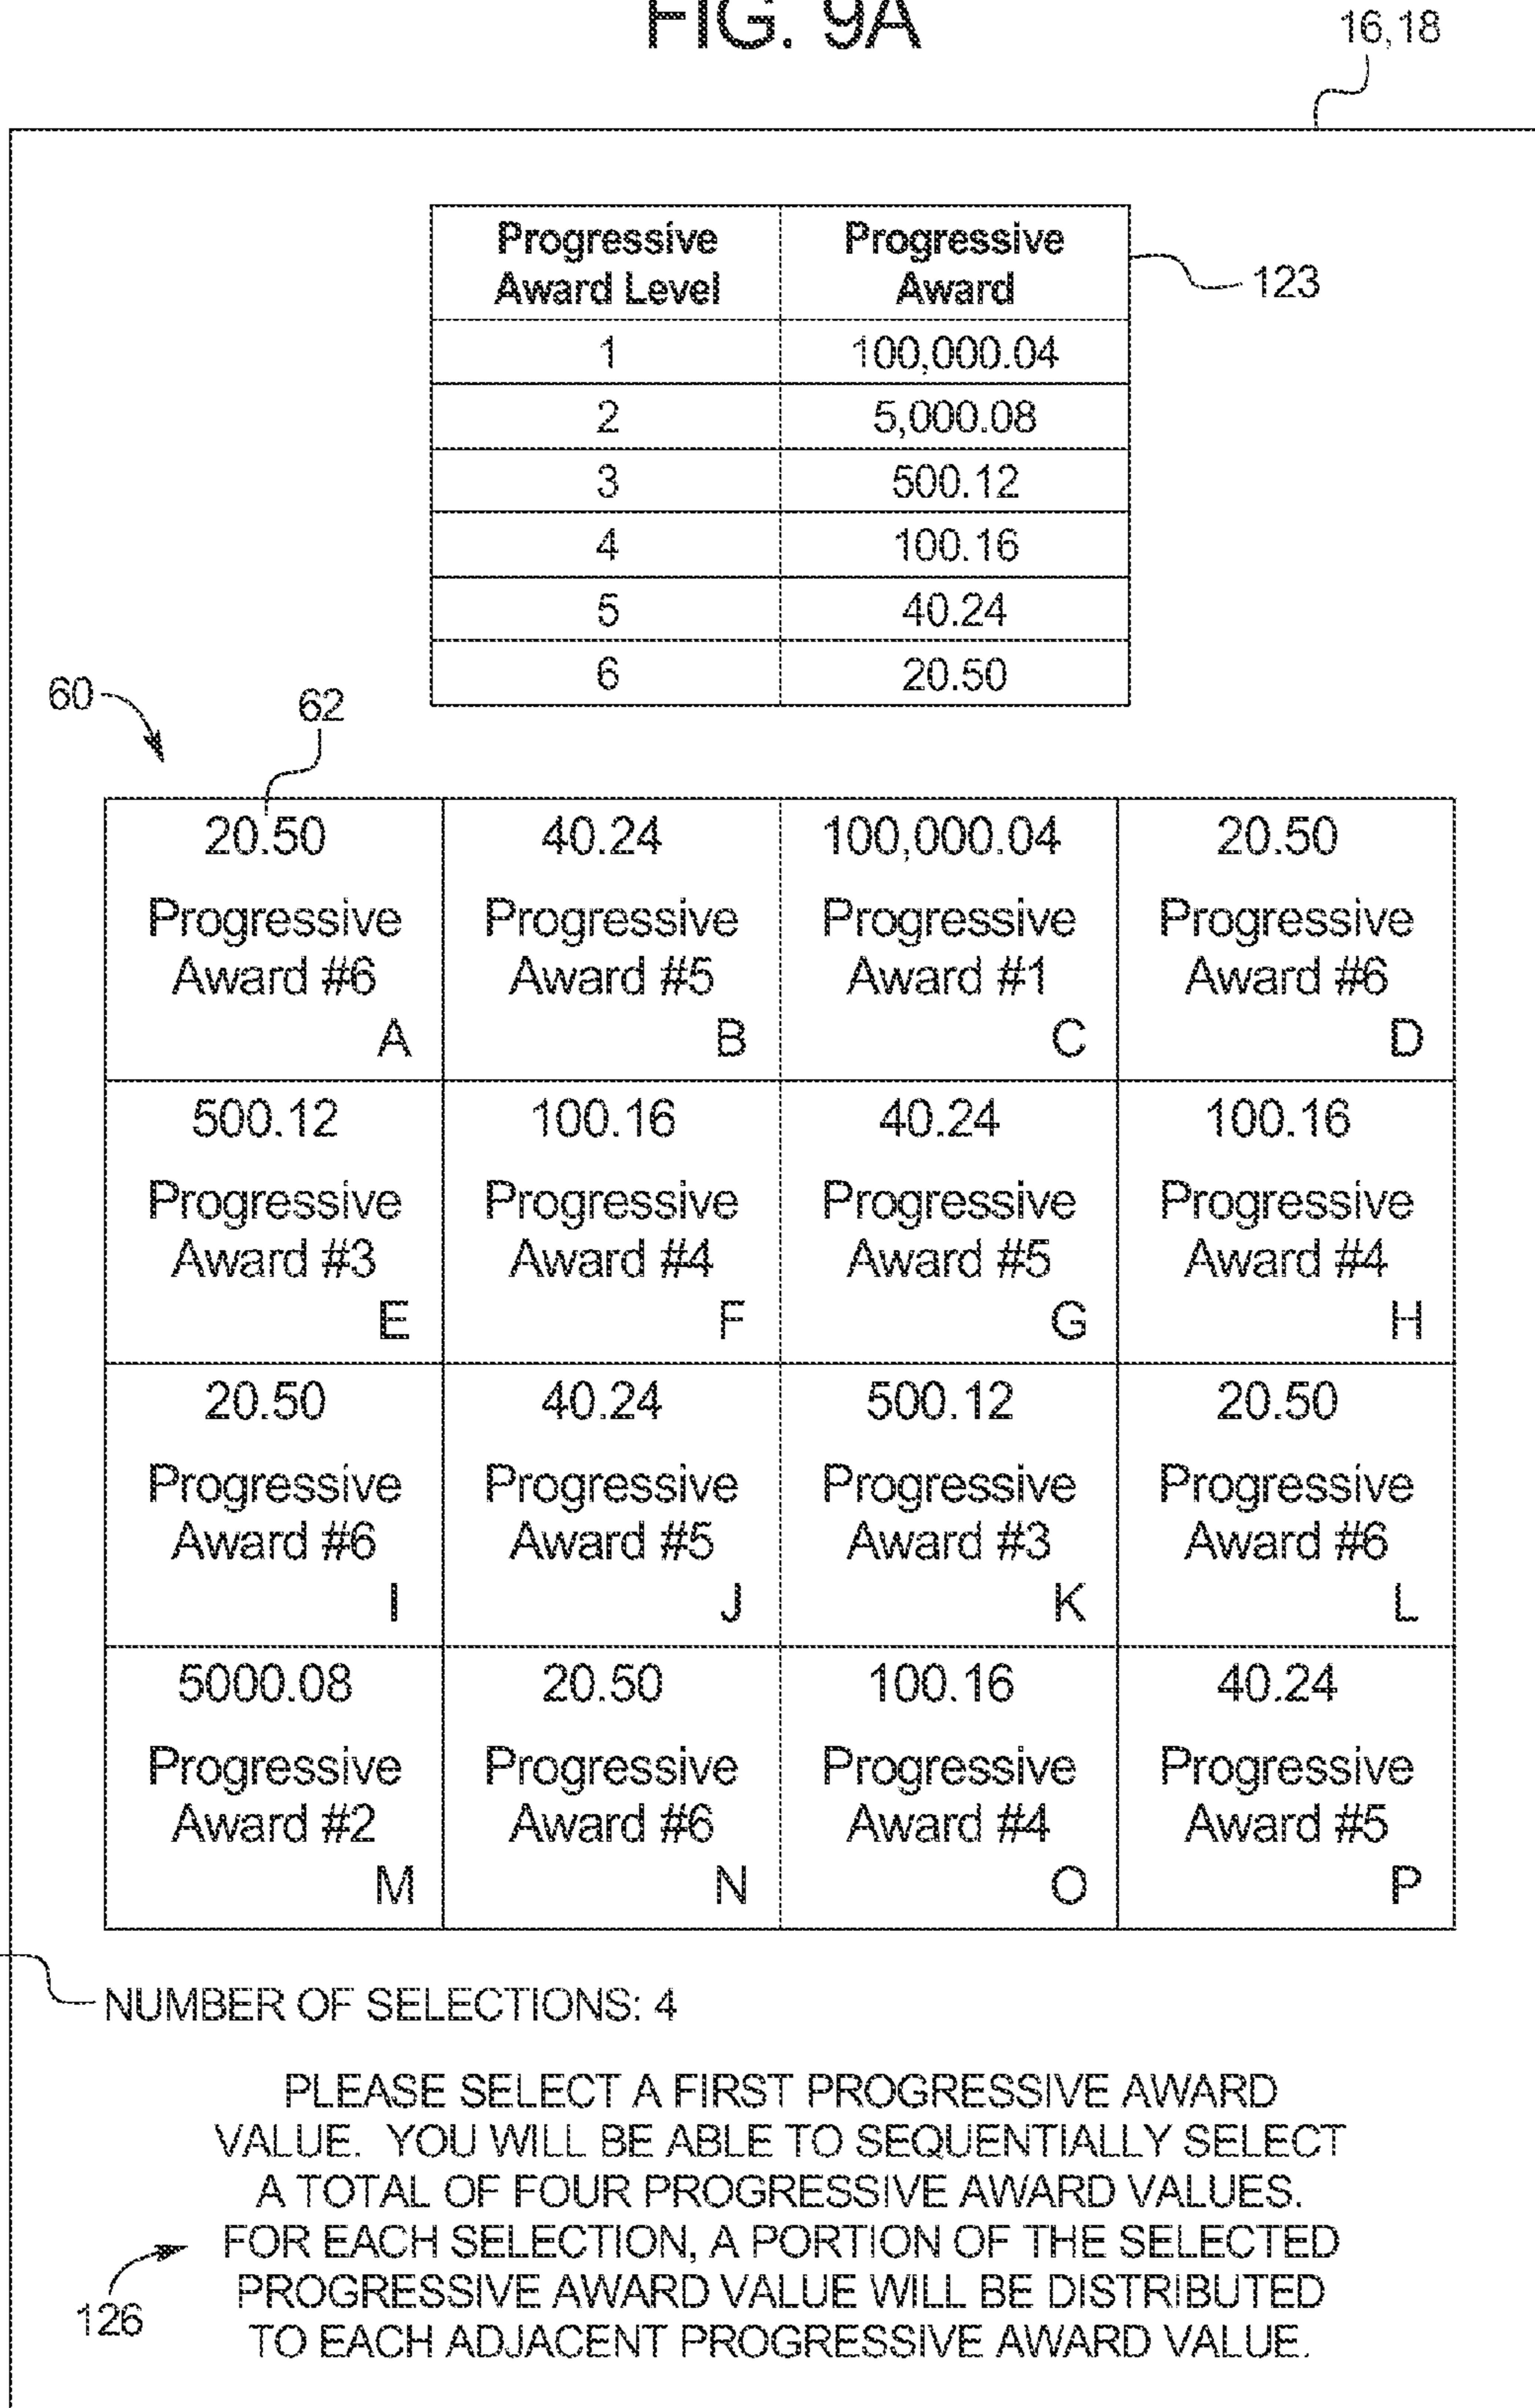 FIG. 9A
16,18
Progressive Award Level Progressive Award
123
1 100,000.04
2 5,000.08
3 500.12
4 100.16
5 40.24
6 20.50
60
62
20.50 40.24 100,000.04 20.50
Progressive Progressive Progressive Progressive
Award #6 Award #5 Award #1 Award #6
A B C D
500.12 100.16 40.24 100.16
Progressive Progressive Progressive Progressive
Award #3 Award #4 Award #5 Award #4
E F G H
20.50 40.24 500.12 20.50
Progressive Progressive Progressive Progressive
Award #6 Award #5 Award #3 Award #6
I J K L
5000.08 20.50 100.16 40.24
Progressive Progressive Progressive Progressive
Award #2 Award #6 Award #4 Award #5
M N O P
NUMBER OF SELECTIONS: 4
PLEASE SELECT A FIRST PROGRESSIVE AWARD
VALUE. YOU WILL BE ABLE TO SEQUENTIALLY SELECT
A TOTAL OF FOUR PROGRESSIVE AWARD VALUES.
FOR EACH SELECTION, A PORTION OF THE SELECTED
PROGRESSIVE AWARD VALUE WILL BE DISTRIBUTED
TO EACH ADJACENT PROGRESSIVE AWARD VALUE.
126